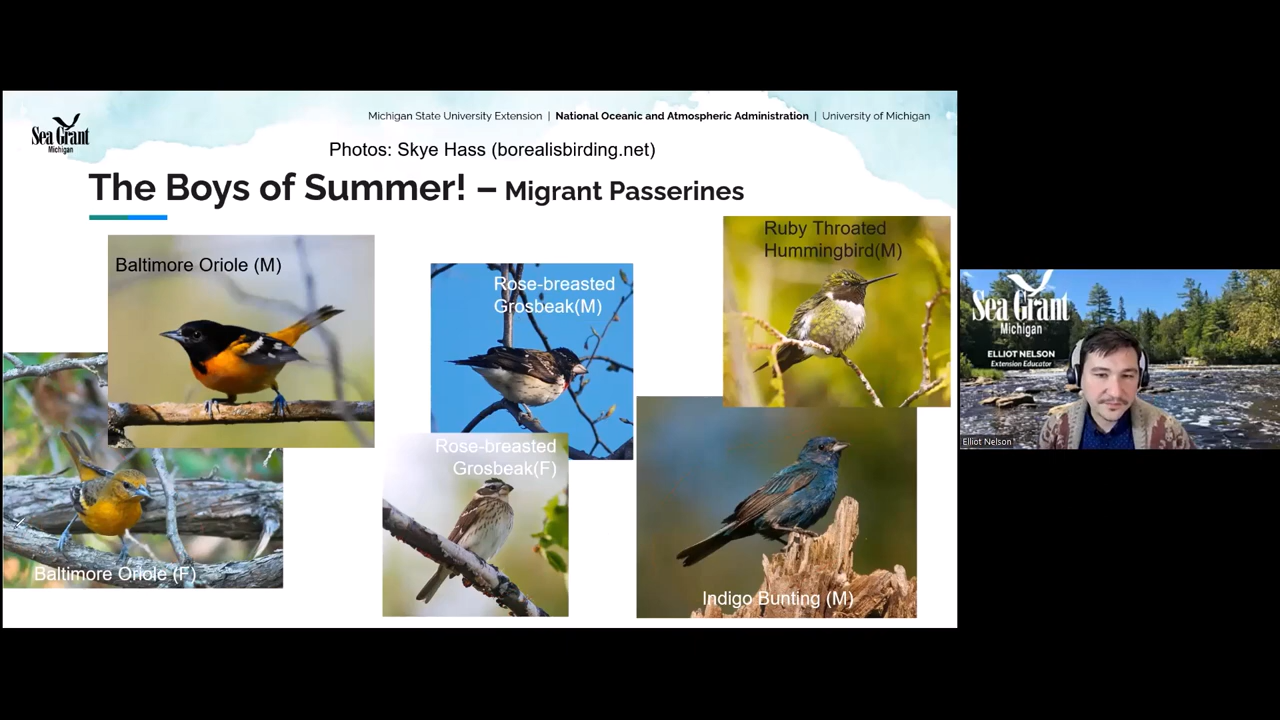 Sea Grant
Michigan
Michigan State University Extension | National Oceanic and Atmospheric Administration | University of Michigan
Photos: Skye Hass (borealisbirding.net)
The Boys of Summer! – Migrant Passerines
Baltimore Oriole (M)
Rose-breasted
Grosbeak(M)
Ruby Throated
Hummingbird(M)
Rose-breasted
Grosbeak(F)
Baltimore Oriole (F)
Indigo Bunting (M)
Sea Grant
Michigan
ELLIOT NELSON
Extension Educator
Elliot Nelson